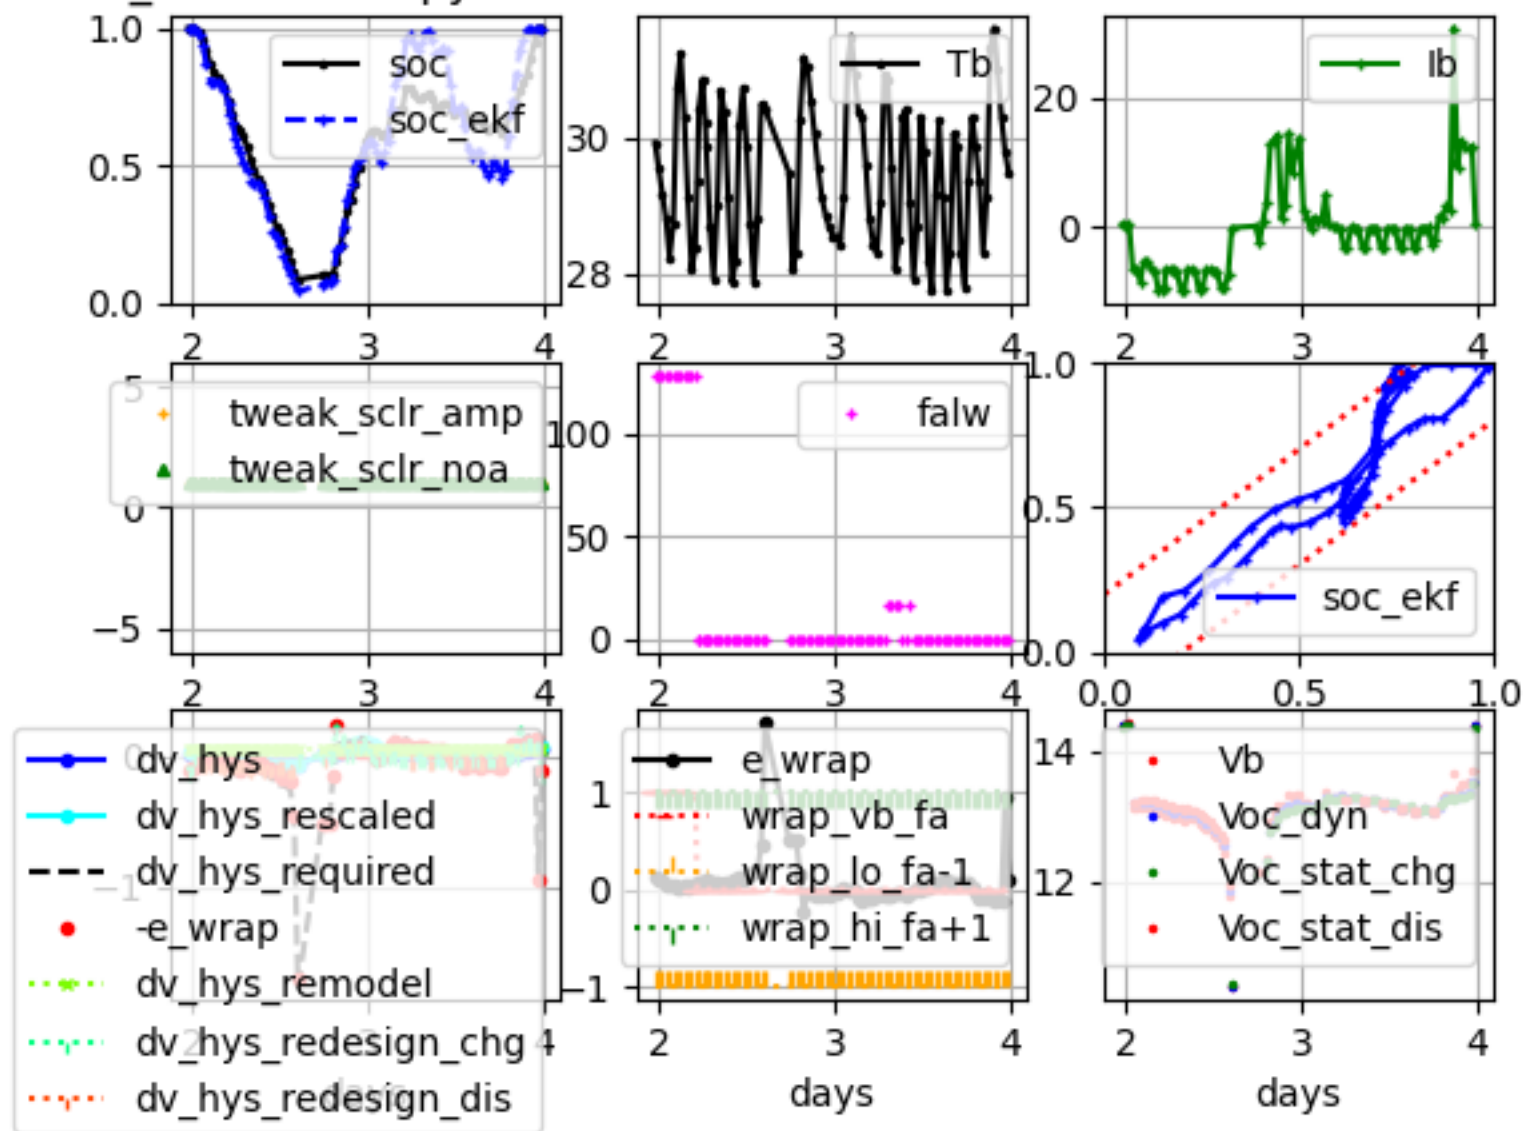 1.0
0.5
0.0
soc
soc_ekf
2 3 4
30
28
Tb
2 3 4
20
0
Ib
2 3 4
5
0
−5
tweak_sclr_amp
tweak_sclr_noa
2 3 4
100
50
0
falw
2 3 4
1.0
0.5
0.0
soc_ekf
0.0 0.5 1.0
0
−1
dv_hys
dv_hys_rescaled
dv_hys_required
-e_wrap
dv_hys_remodel
dv_hys_redesign_chg
dv_hys_redesign_dis
2 3 4
days
1
0
−1
e_wrap
wrap_vb_fa
wrap_lo_fa-1
wrap_hi_fa+1
2 3 4
days
14
12
Vb
Voc_dyn
Voc_stat_chg
Voc_stat_dis
2 3 4
days